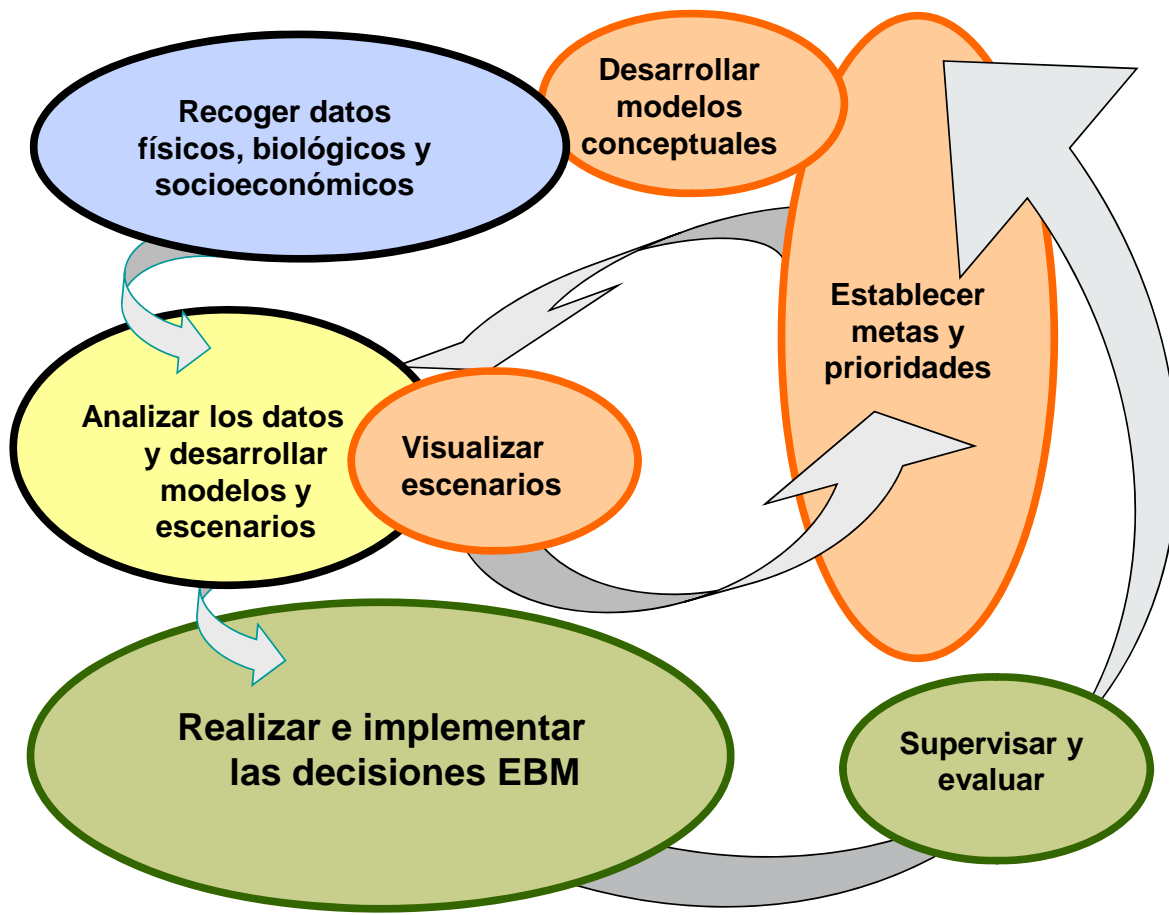 Recoger datos
físicos, biológicos y
socioeconómicos
Desarrollar
modelos
conceptuales
Establecer
metas y
prioridades
Analizar los datos
y desarrollar
modelos y
escenarios
Visualizar
escenarios
Realizar e implementar
las decisiones EBM
Supervisar y
evaluar